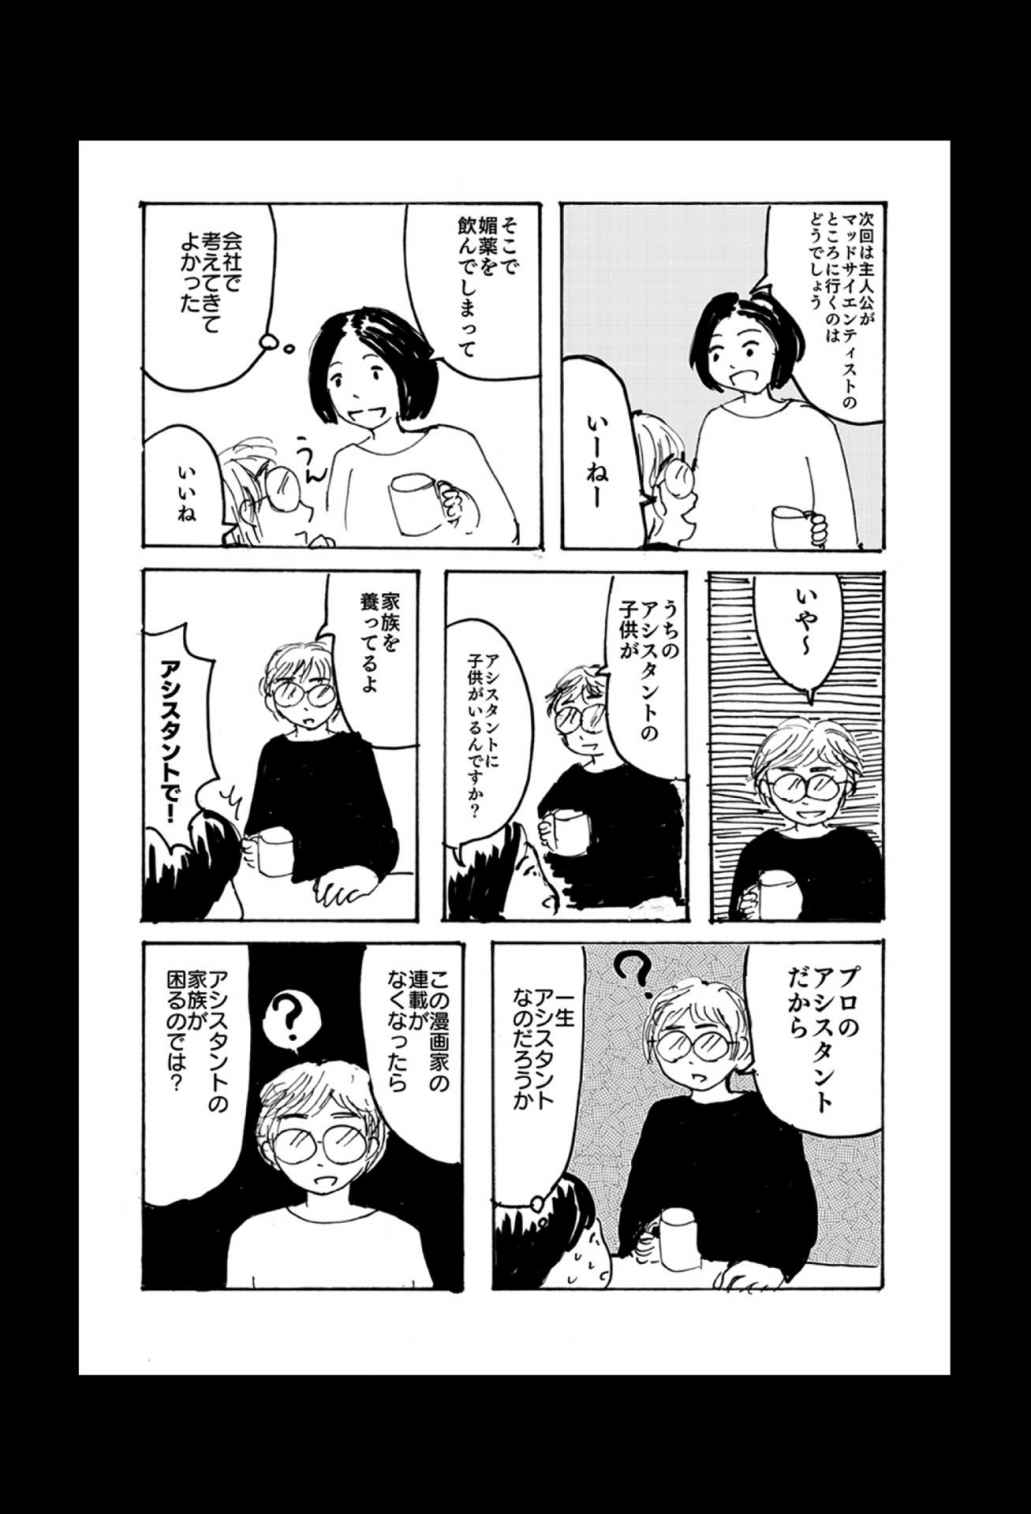 次回は主人公が
マッドサイエンティストの
ところに行くのは
どうでしょう
いーねー
そこで
媚薬を
飲んでしまって
会社で
考えてきて
よかった
うん
いいね
いや～
うちの
アシスタントの
子供が
アシスタントに
子供がいるんですか？
家族を
養ってるよ
アシスタントで！
プロの
アシスタント
だから
？
一生
アシスタント
なのだろうか
この漫画家の
連載が
なくなったら
？
アシスタントの
家族が
困るのでは？